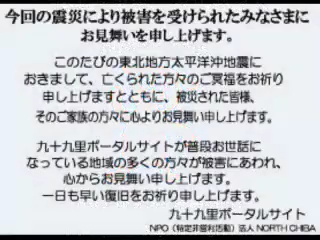 今回の震災により被害を受けられたみなさまに
お見舞いを申し上げます。
このたびの東北地方太平洋沖地震に
おきまして、亡くられた方々のご冥福をお祈り
申し上げますとともに、被災された皆様、
そのご家族の方々に心よりお見舞い申し上げます。
九十九里ポータルサイトが普段お世話に
なっている地域の多くの方々が被害にあわれ、
心からお見舞い申し上げます。
一日も早い復旧をお祈り申し上げます。
九十九里ポータルサイト
NPO（特定非営利活動）法人 NORTH CHIBA